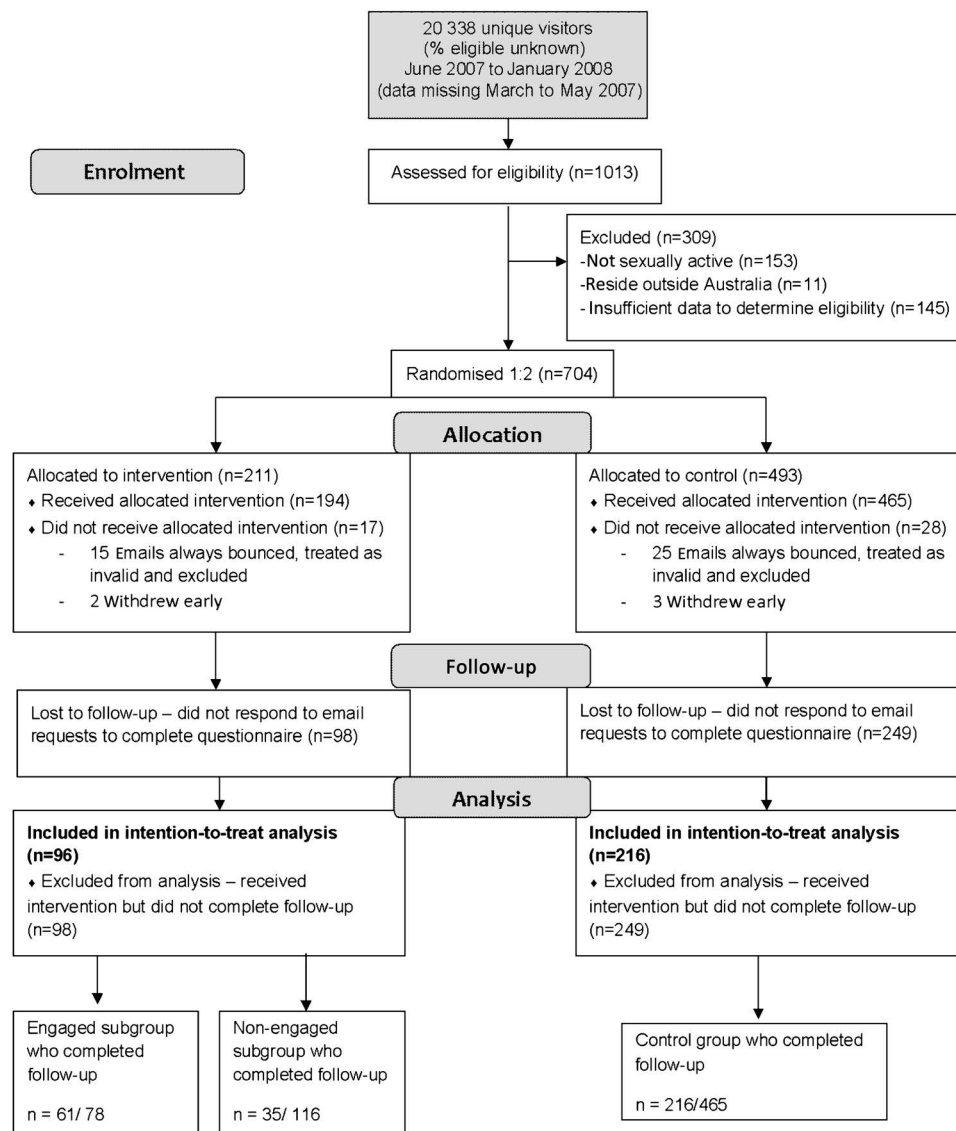 20 338 unique visitors
(% eligible unknown)
June 2007 to January 2008
(data missing March to May 2007)
Enrolment
Assessed for eligibility (n=1013)
Excluded (n=309)
-Not sexually active (n=153)
-Reside outside Australia (n=11)
-Insufficient data to determine eligibility (n=145)
Randomised 1:2 (n=704)
Allocation
Allocated to intervention (n=211)
♦ Received allocated intervention (n=194)
♦ Did not receive allocated intervention (n=17)
- 15 Emails always bounced, treated as
invalid and excluded
- 2 Withdrew early
Allocated to control (n=493)
♦ Received allocated intervention (n=465)
♦ Did not receive allocated intervention (n=28)
- 25 Emails always bounced, treated as
invalid and excluded
- 3 Withdrew early
Follow-up
Lost to follow-up – did not respond to email
requests to complete questionnaire (n=98)
Lost to follow-up – did not respond to email
requests to complete questionnaire (n=249)
Analysis
Included in intention-to-treat analysis
(n=96)
♦ Excluded from analysis – received
intervention but did not complete follow-up
(n=98)
Included in intention-to-treat analysis
(n=216)
♦ Excluded from analysis – received
intervention but did not complete follow-up
(n=249)
Engaged subgroup
who completed
follow-up
n = 61/ 78
Non-engaged
subgroup who
completed follow-up
n = 35/ 116
Control group who completed
follow-up
n = 216/465